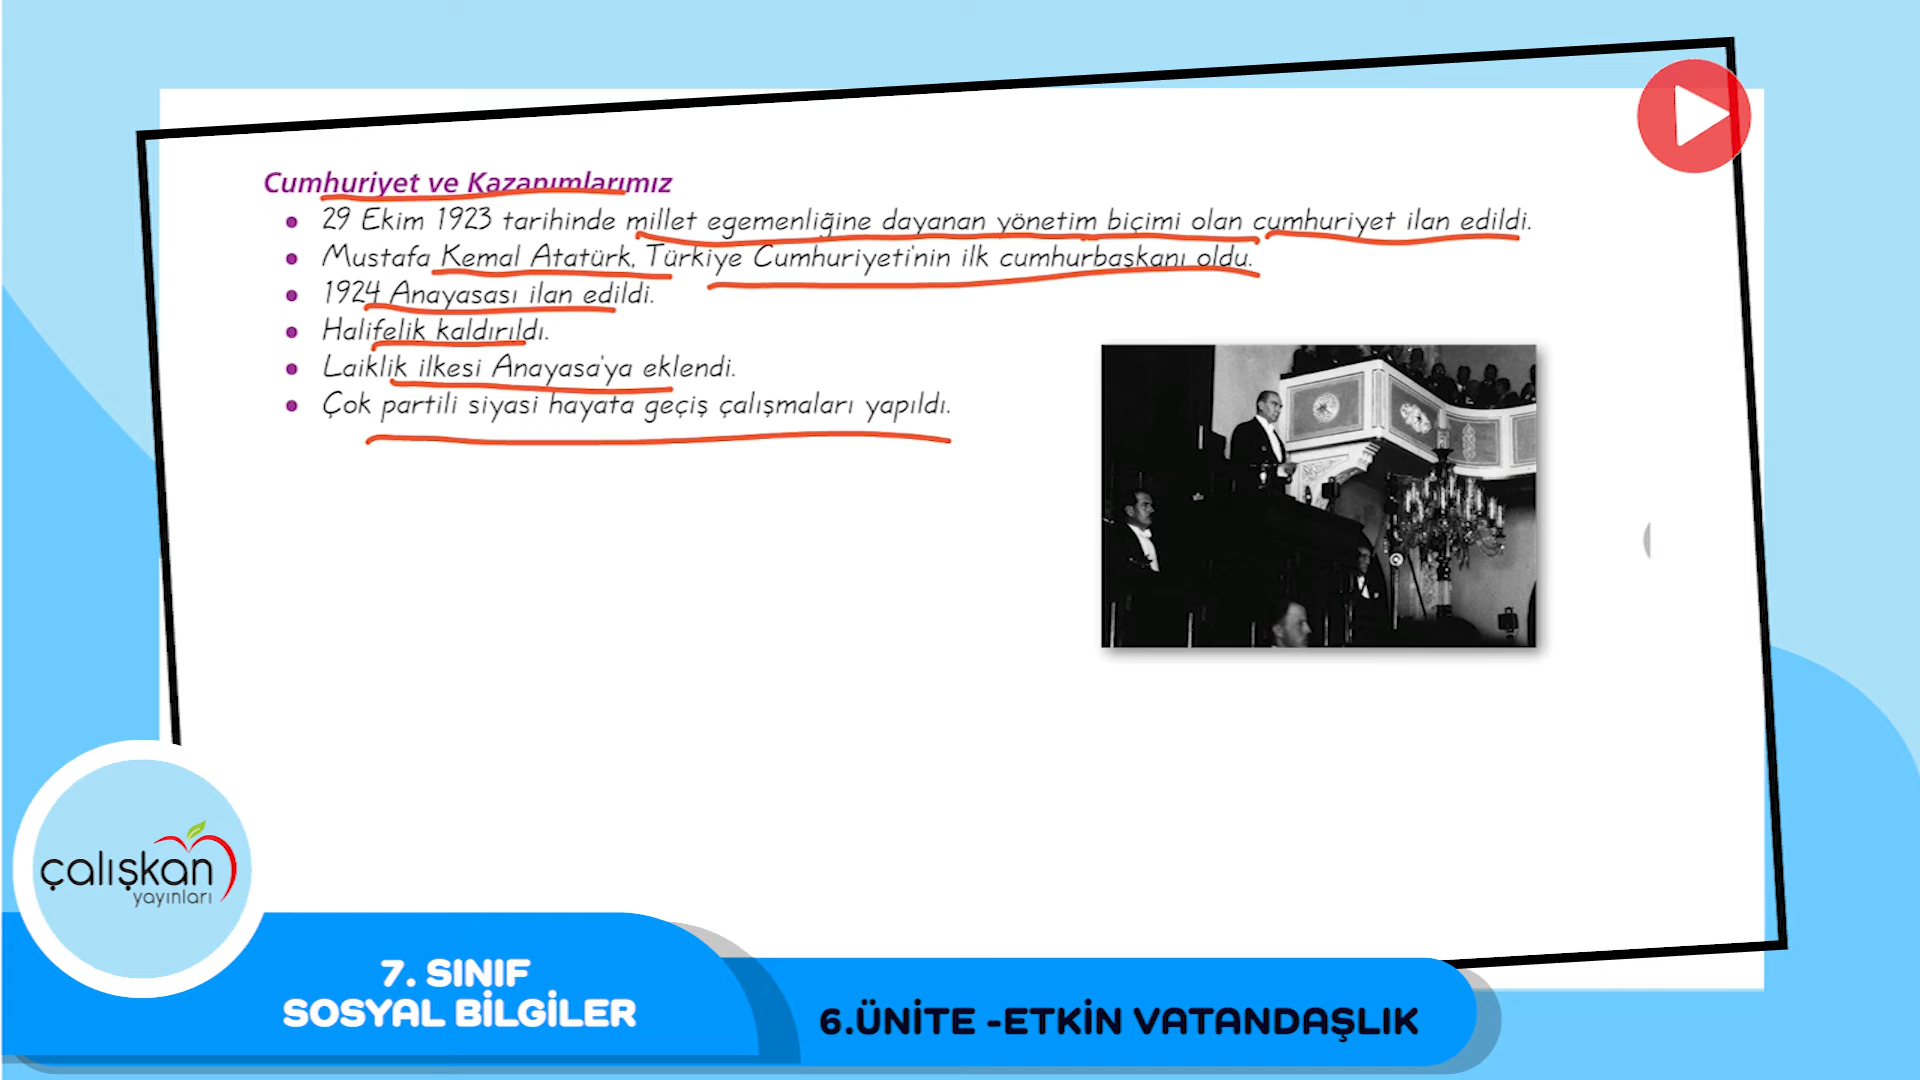 Cumhuriyet ve Kazanımlarımız
• 29 Ekim 1923 tarihinde millet egemenliğine dayanan yönetim biçimi olan cumhuriyet ilan edildi.
• Mustafa Kemal Atatürk, Türkiye Cumhuriyeti'nin ilk cumhurbaşkanı oldu.
• 1924 Anayasası ilan edildi.
• Halifelik kaldırıldı.
• Laiklik ilkesi Anayasa'ya eklendi.
• Çok partili siyasi hayata geçiş çalışmaları yapıldı.
çalışkan
yayınları
7. SINIF
SOSYAL BİLGİLER
6.ÜNİTE -ETKİN VATANDAŞLIK